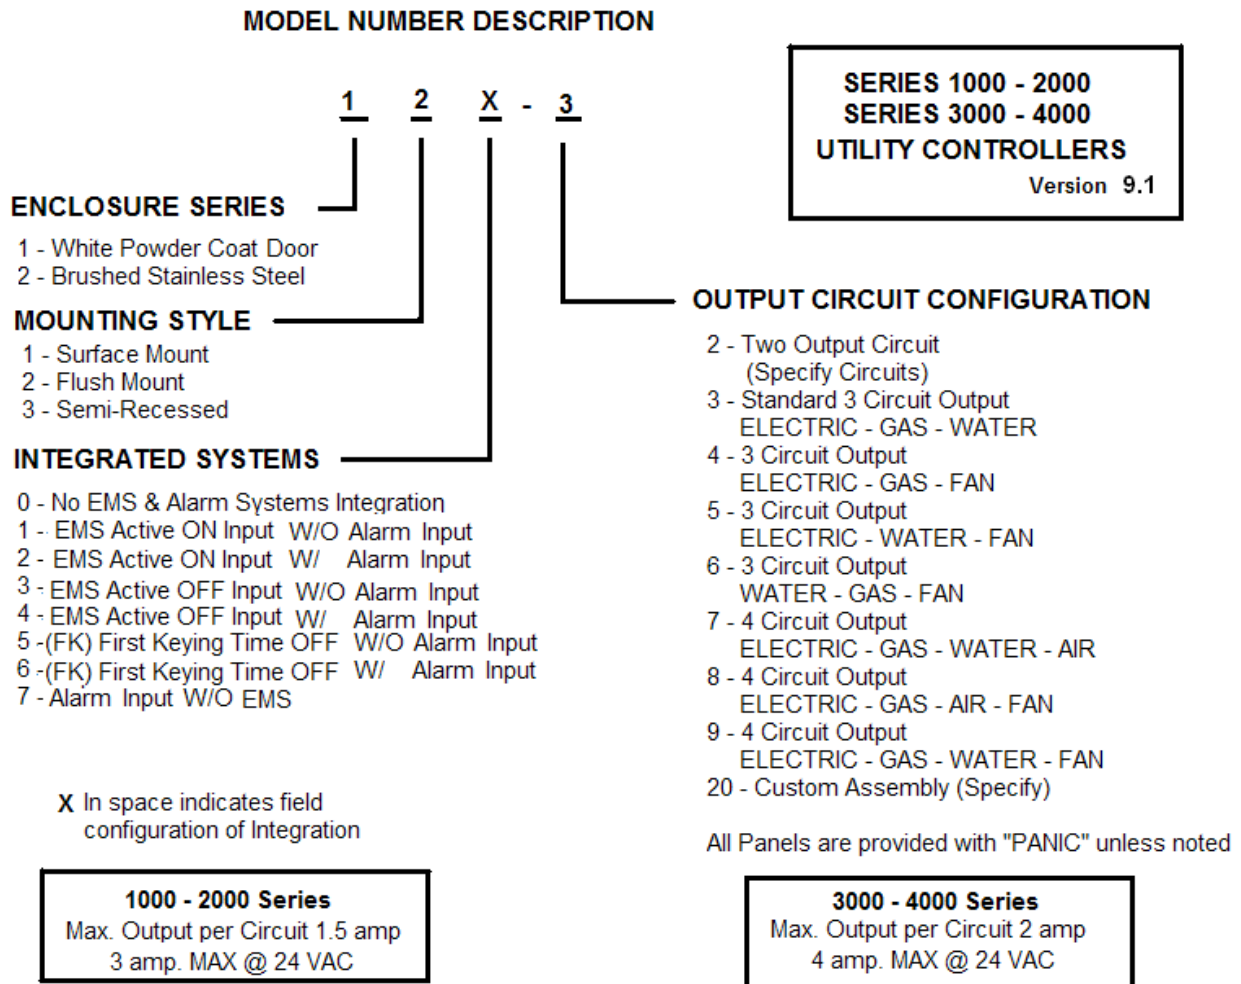 MODEL NUMBER DESCRIPTION
1 2 X - 3
SERIES 1000 - 2000
SERIES 3000 - 4000
UTILITY CONTROLLERS
Version 9.1
ENCLOSURE SERIES
1 - White Powder Coat Door
2 - Brushed Stainless Steel
MOUNTING STYLE
1 - Surface Mount
2 - Flush Mount
3 - Semi-Recessed
INTEGRATED SYSTEMS
0 - No EMS & Alarm Systems Integration
1 - EMS Active ON Input W/O Alarm Input
2 - EMS Active ON Input W/ Alarm Input
3 - EMS Active OFF Input W/O Alarm Input
4 - EMS Active OFF Input W/ Alarm Input
5 -(FK) First Keying Time OFF W/O Alarm Input
6 -(FK) First Keying Time OFF W/ Alarm Input
7 - Alarm Input W/O EMS
X In space indicates field
configuration of Integration
1000 - 2000 Series
Max. Output per Circuit 1.5 amp
3 amp. MAX @ 24 VAC
OUTPUT CIRCUIT CONFIGURATION
2 - Two Output Circuit
(Specify Circuits)
3 - Standard 3 Circuit Output
ELECTRIC - GAS - WATER
4 - 3 Circuit Output
ELECTRIC - GAS - FAN
5 - 3 Circuit Output
ELECTRIC - WATER - FAN
6 - 3 Circuit Output
WATER - GAS - FAN
7 - 4 Circuit Output
ELECTRIC - GAS - WATER - AIR
8 - 4 Circuit Output
ELECTRIC - GAS - AIR - FAN
9 - 4 Circuit Output
ELECTRIC - GAS - WATER - FAN
20 - Custom Assembly (Specify)
All Panels are provided with "PANIC" unless noted
3000 - 4000 Series
Max. Output per Circuit 2 amp
4 amp. MAX @ 24 VAC